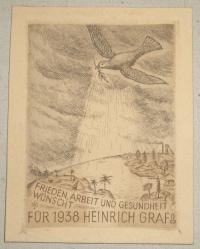 FRIEDEN, ARBEIT UND GESUNDHEIT
WÜNSCHT
FÜR 1938 HEINRICH GRAF